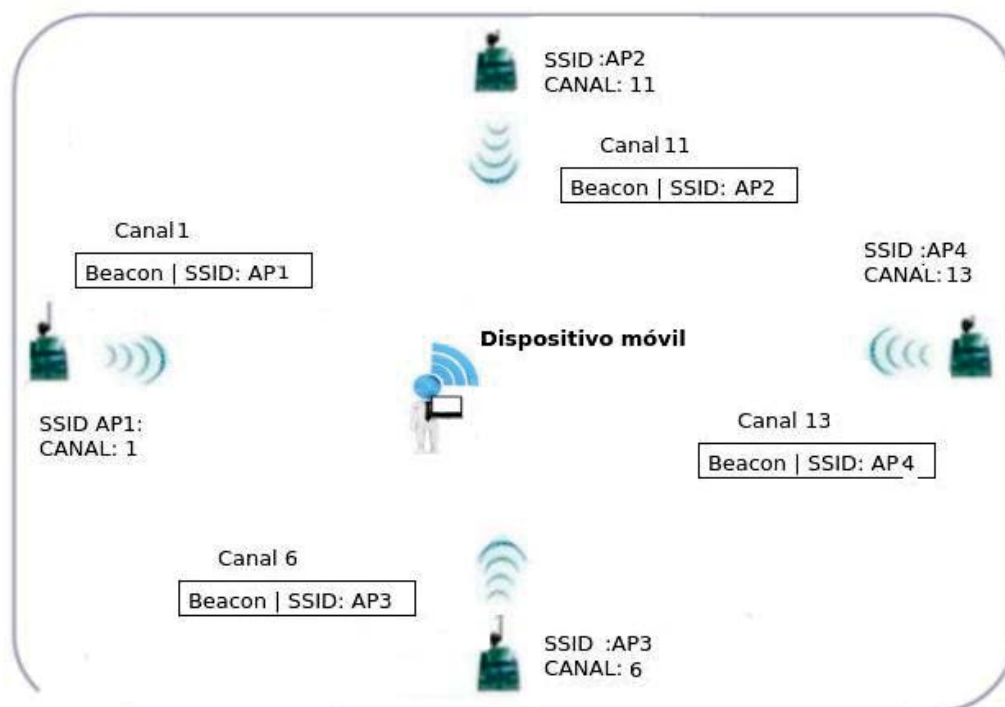 SSID :AP2
CANAL: 11
Canal 11
Beacon | SSID: AP2
Canal 1
Beacon | SSID: AP1
SSID :AP4
CANAL: 13
Dispositivo móvil
SSID AP1:
CANAL: 1
Canal 13
Beacon | SSID: AP4
Canal 6
Beacon | SSID: AP3
SSID :AP3
CANAL: 6